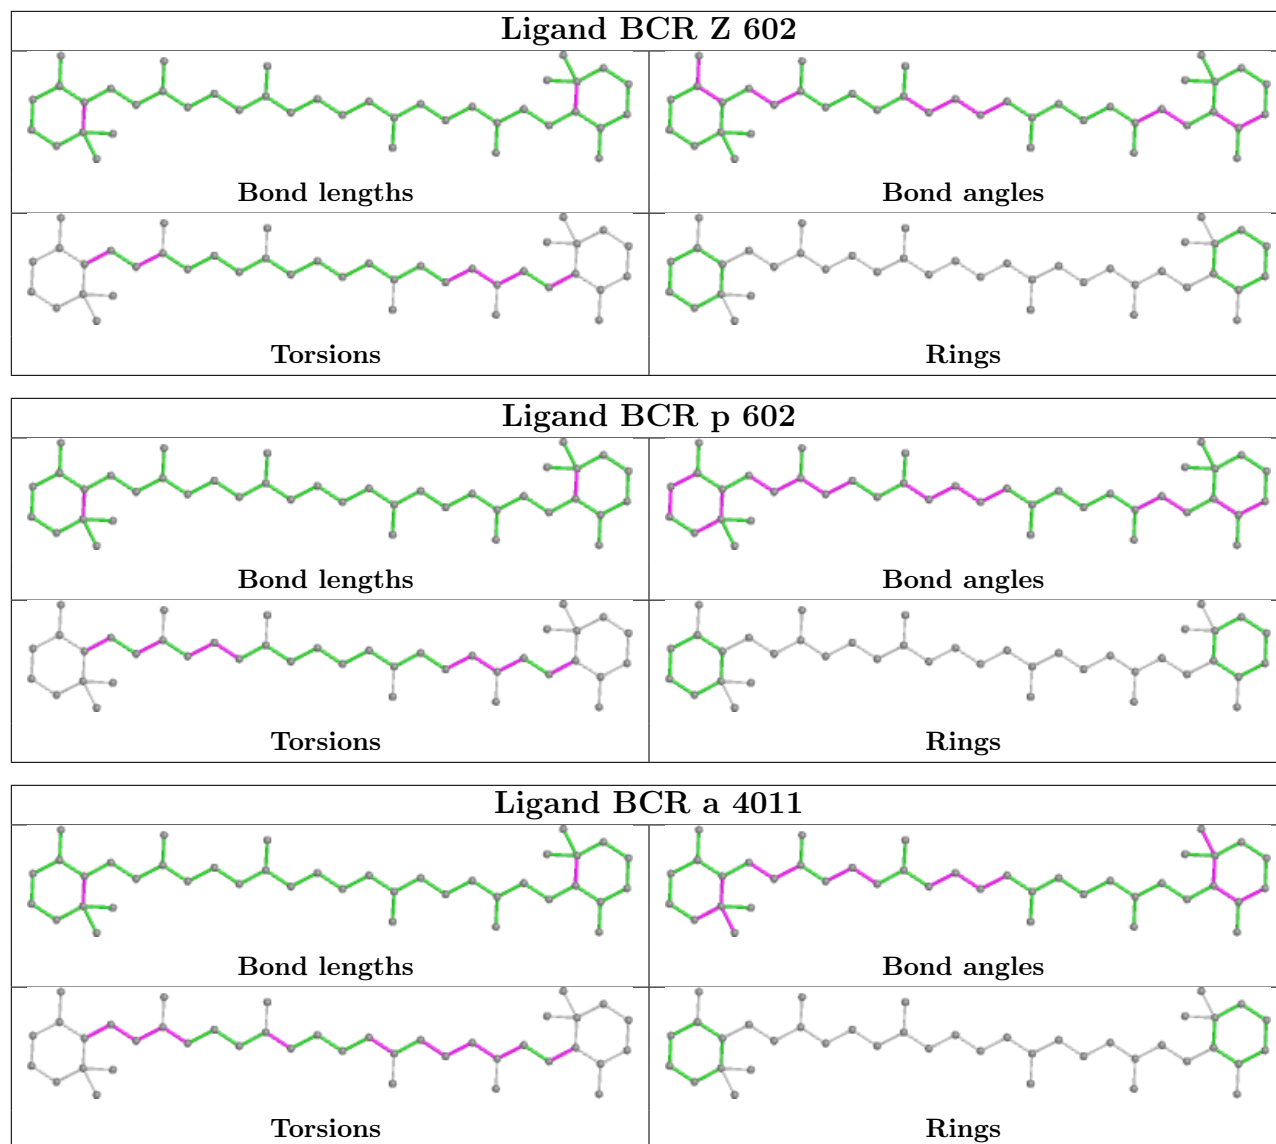 Ligand BCR Z 602
Bond lengths
Bond angles
Torsions
Rings
Ligand BCR p 602
Bond lengths
Bond angles
Torsions
Rings
Ligand BCR a 4011
Bond lengths
Bond angles
Torsions
Rings